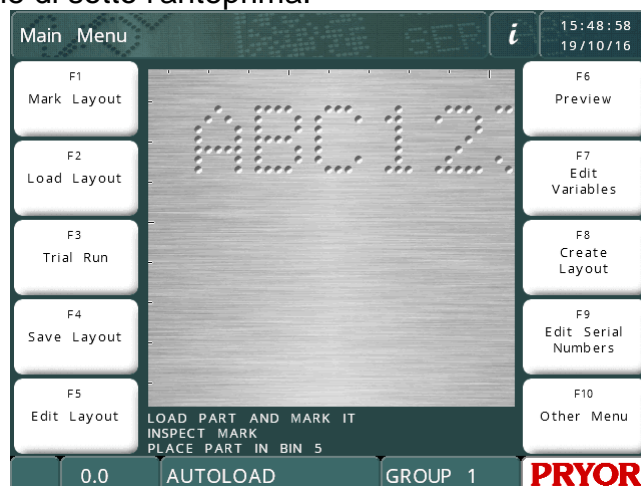 Main Menu
i
15:48:58
19/10/16
F1
Mark Layout
F2
Load Layout
F3
Trial Run
F4
Save Layout
F5
Edit Layout
ABC12
F6
Preview
F7
Edit
Variables
F8
Create
Layout
F9
Edit Serial
Numbers
F10
Other Menu
LOAD PART AND MARK IT
INSPECT MARK
PLACE PART IN BIN 5
0.0
AUTOLOAD
GROUP 1
PRYOR